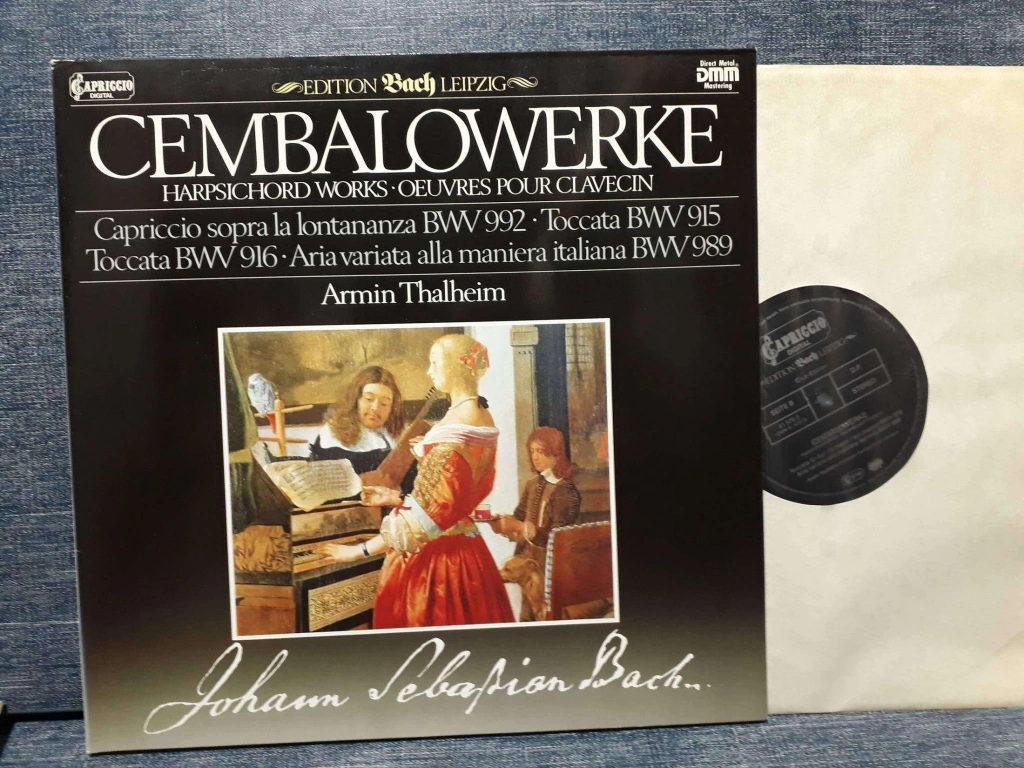 CAPRICCIO
DIGITAL
EDITION Bach LEIPZIG
Direct Metal
DMM
Mastering
CEMBALOWERKE
HARPSICHORD WORKS · OEUVRES POUR CLAVECIN
Capriccio sopra la lontananza BWV 992 · Toccata BWV 915
Toccata BWV 916 · Aria variata alla maniera italiana BWV 989
Armin Thalheim
Johann Sebastian Bach
CAPRICCIO
DIGITAL
EDITION Bach LEIPZIG
SEITE B
STEREO